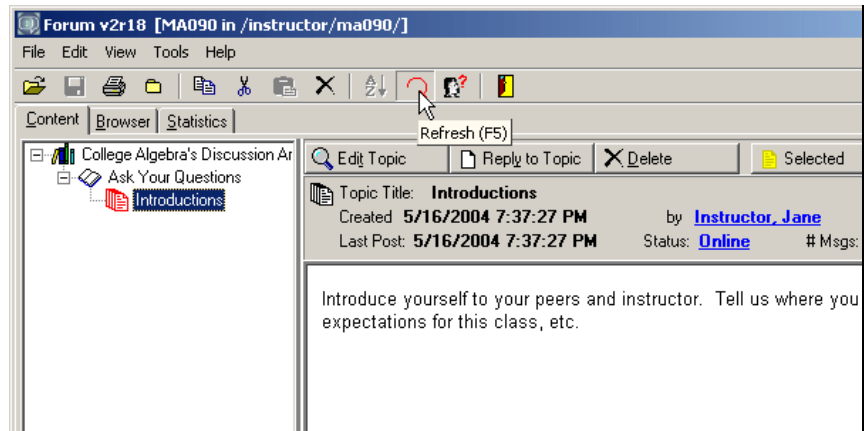 Forum v2r18 [MA090 in /instructor/ma090/]
File Edit View Tools Help
Content Browser Statistics
Refresh (F5)
College Algebra's Discussion Ar
Ask Your Questions
Introductions
Edit Topic Reply to Topic Delete Selected
Topic Title: Introductions
Created 5/16/2004 7:37:27 PM by Instructor, Jane
Last Post: 5/16/2004 7:37:27 PM Status: Online # Msgs:
Introduce yourself to your peers and instructor. Tell us where you
expectations for this class, etc.